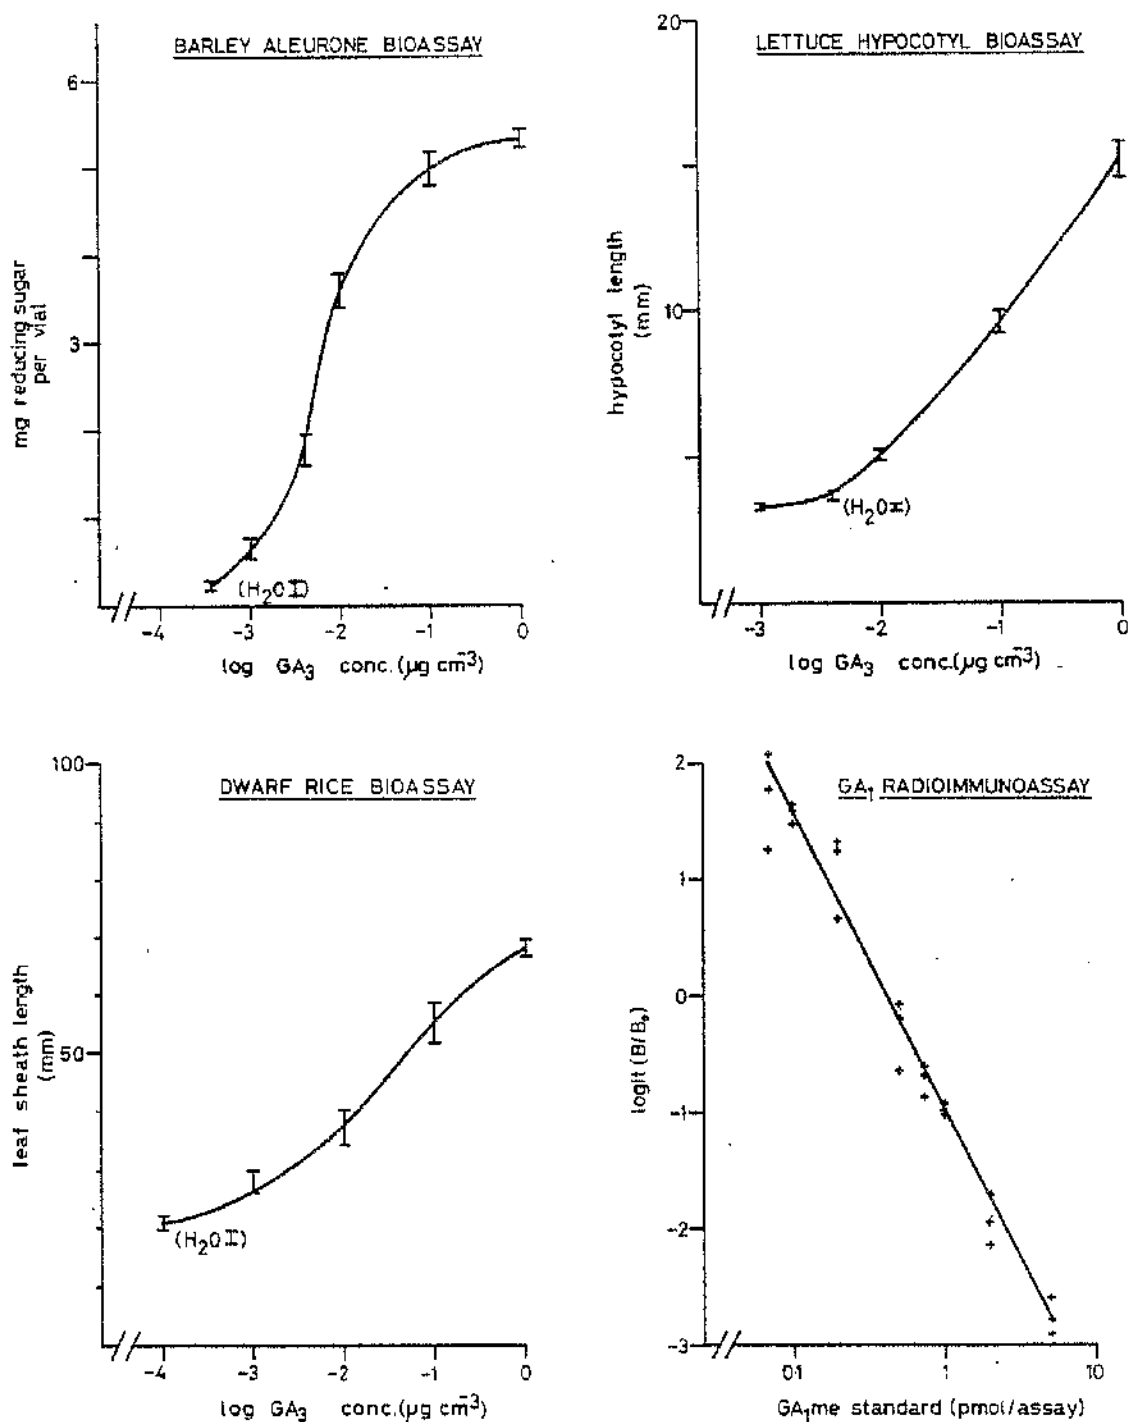 BARLEY ALEURONE BIOASSAY
6
3
mg reducing sugar
per vial
(H₂O I)
-4 -3 -2 -1 0
log GA₃ conc.(µg cm⁻³)
LETTUCE HYPOCOTYL BIOASSAY
20
10
hypocotyl length
(mm)
(H₂O I)
-3 -2 -1 0
log GA₃ conc.(µg cm⁻³)
DWARF RICE BIOASSAY
100
50
leaf sheath length
(mm)
(H₂O I)
-4 -3 -2 -1 0
log GA₃ conc.(µg cm⁻³)
GA₁ RADIOIMMUNOASSAY
2
1
0
-1
-2
-3
logit (B/B₀)
0.1 1 10
GA₁me standard (pmol/assay)